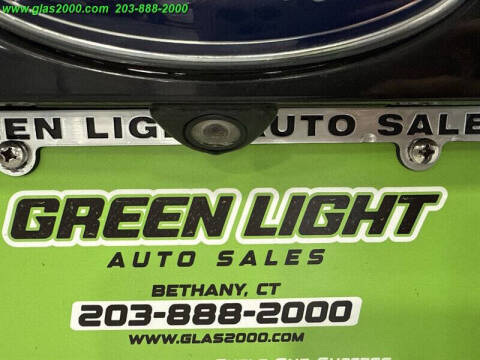 www.glas2000.com 203-888-2000
EEN LIGHT AUTO SALE
GREEN LIGHT
AUTO SALES
BETHANY, CT
203-888-2000
WWW.GLAS2000.COM